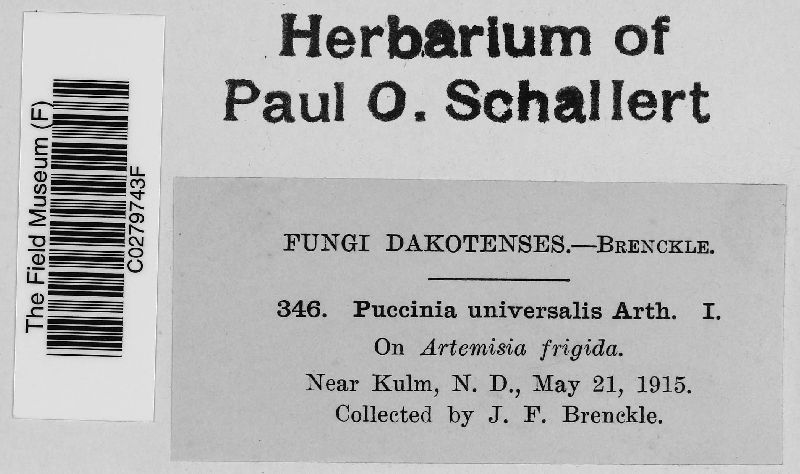 Herbarium of
Paul O. Schallert
The Field Museum (F)
C0279743F
FUNGI DAKOTENSES.—BRENCKLE.
346. Puccinia universalis Arth. I.
On Artemisia frigida.
Near Kulm, N. D., May 21, 1915.
Collected by J. F. Brenckle.